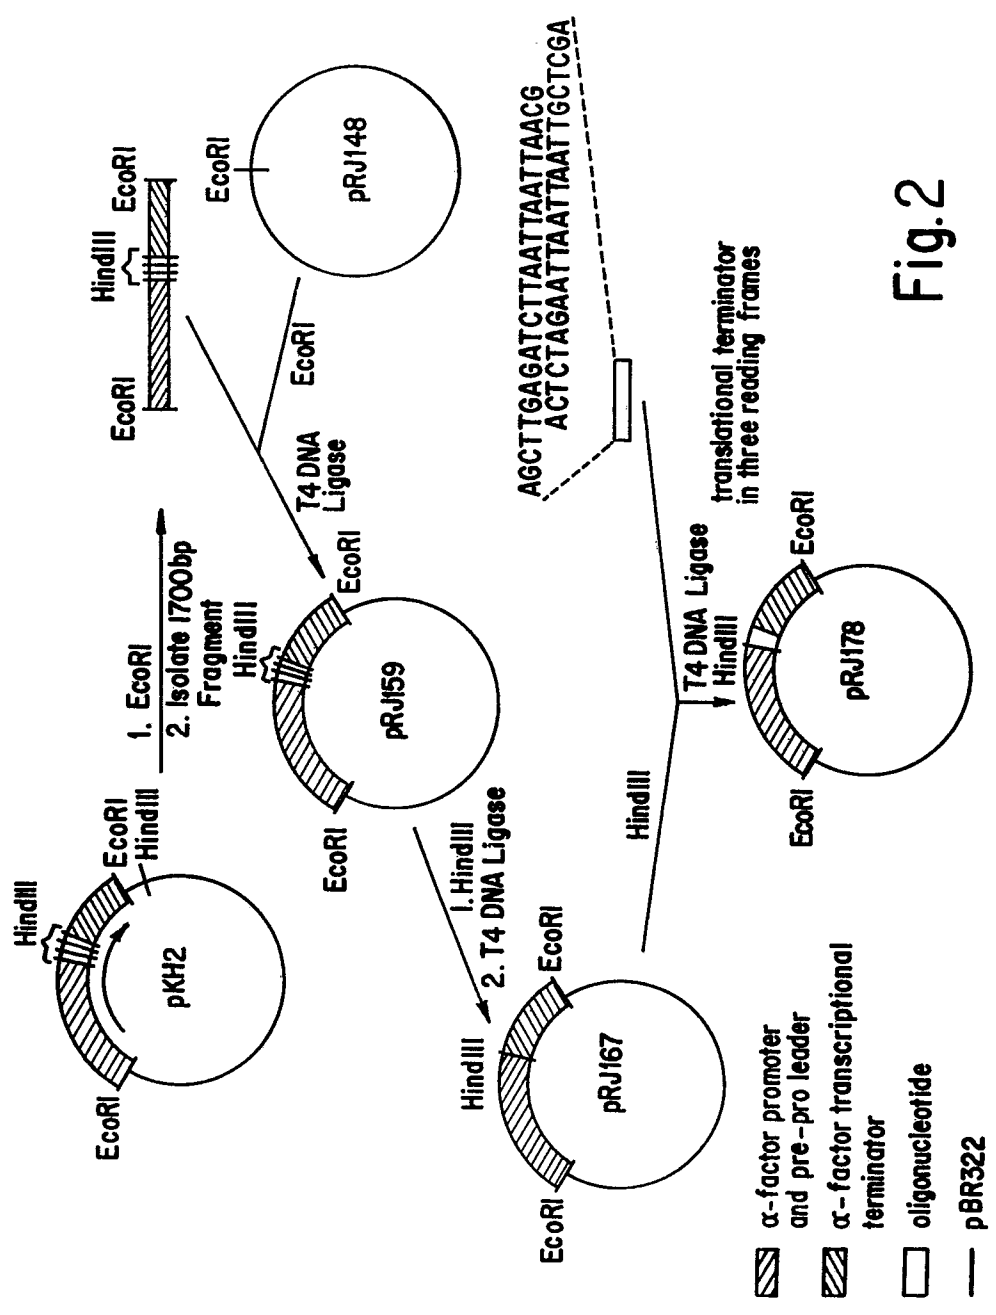 HindIII
EcoRI
HindIII
EcoRI
pKH2
1. EcoRI
2. Isolate 1700bp
Fragment
EcoRI
HindIII
EcoRI
EcoRI
pRJ148
EcoRI
T4 DNA
Ligase
HindIII
EcoRI
EcoRI
pRJ159
1. HindIII
2. T4 DNA Ligase
HindIII
EcoRI
EcoRI
pRJ167
HindIII
AGCTTGAGATCTTAATTAATTAACG
ACTCTAGAATTAATTAATTGCTCGA
T4 DNA Ligase
HindIII
EcoRI
EcoRI
pRJ178
translational terminator
in three reading frames
α-factor promoter
and pre-pro leader
α-factor transcriptional
terminator
oligonucleotide
pBR322
Fig.2